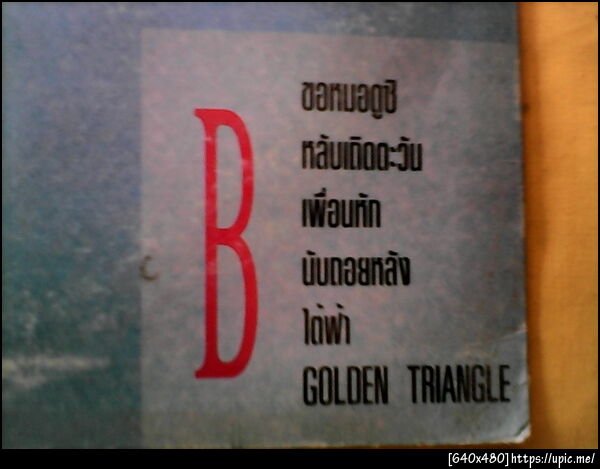 B
ขอหมอดูซิ
หลับเถิดตะวัน
เพื่อนหัก
นับถอยหลัง
ใต้ฟ้า
GOLDEN TRIANGLE
[640x480]https://upic.me/